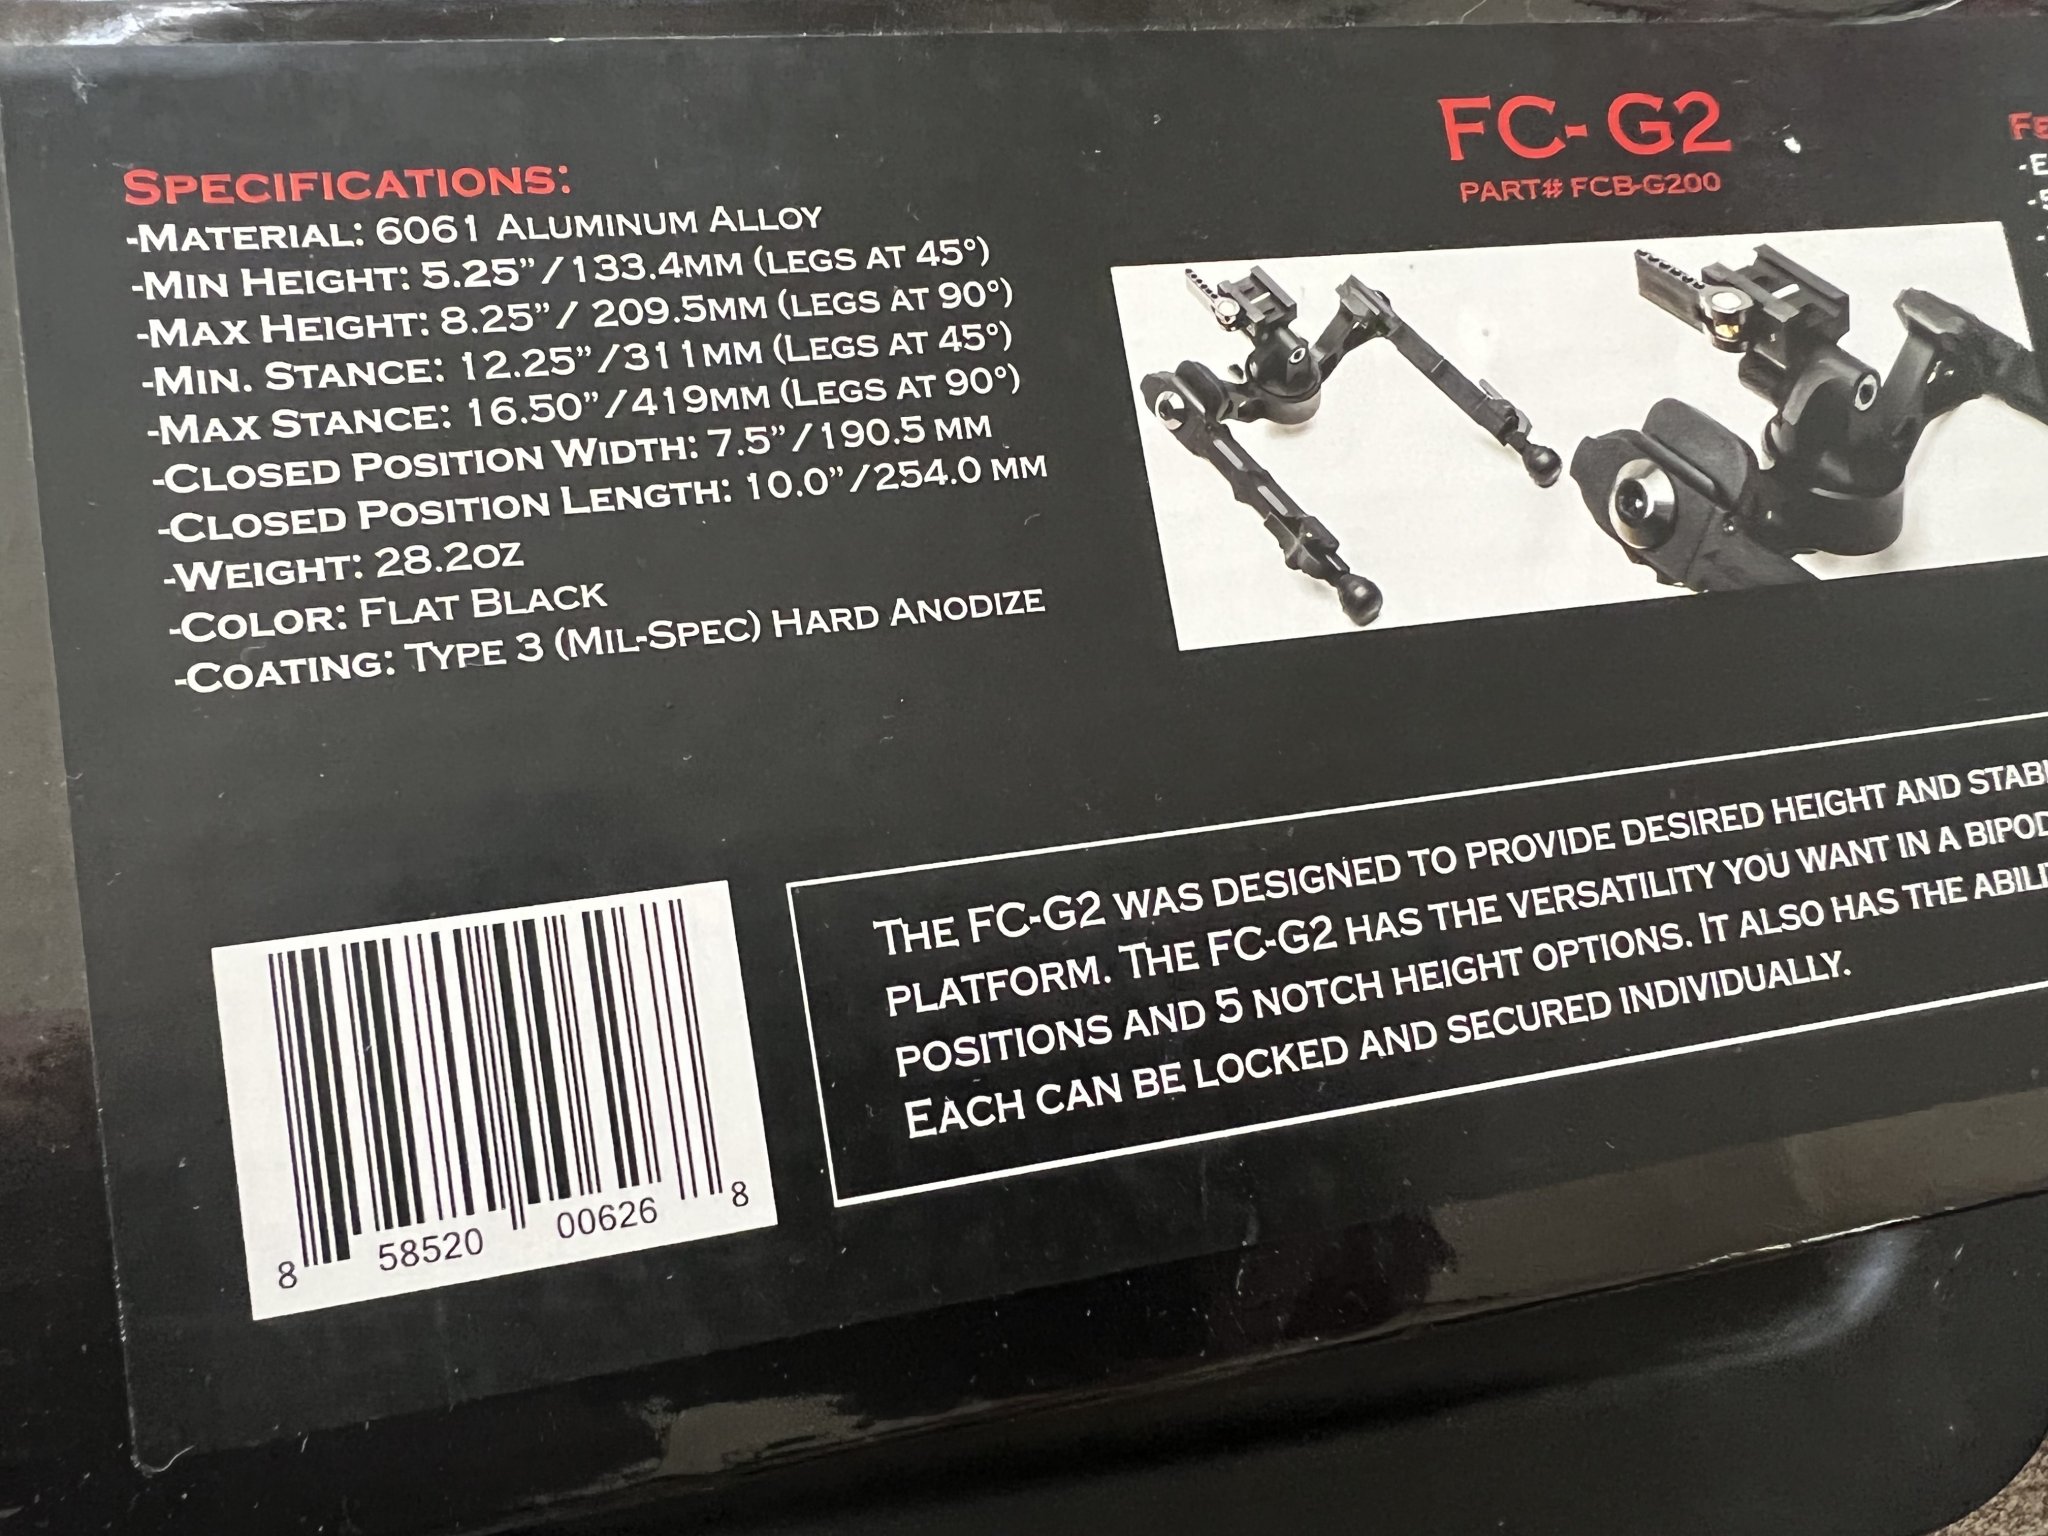 SPECIFICATIONS:
-MATERIAL: 6061 ALUMINUM ALLOY
-MIN HEIGHT: 5.25”/133.4MM (LEGS AT 45°)
-MAX HEIGHT: 8.25”/ 209.5MM (LEGS AT 90°)
-MIN. STANCE: 12.25”/311MM (LEGS AT 45°)
-MAX STANCE: 16.50”/419MM (LEGS AT 90°)
-CLOSED POSITION WIDTH: 7.5”/190.5 MM
-CLOSED POSITION LENGTH: 10.0”/254.0 MM
-WEIGHT: 28.2OZ
-COLOR: FLAT BLACK
-COATING: TYPE 3 (MIL-SPEC) HARD ANODIZE
FC- G2
PART# FCB-G200
THE FC-G2 WAS DESIGNED TO PROVIDE DESIRED HEIGHT AND
PLATFORM. THE FC-G2 HAS THE VERSATILITY YOU WANT IN A BIPOD
POSITIONS AND 5 NOTCH HEIGHT OPTIONS. IT ALSO HAS THE
EACH CAN BE LOCKED AND SECURED INDIVIDUALLY.
8 58520 00626 8